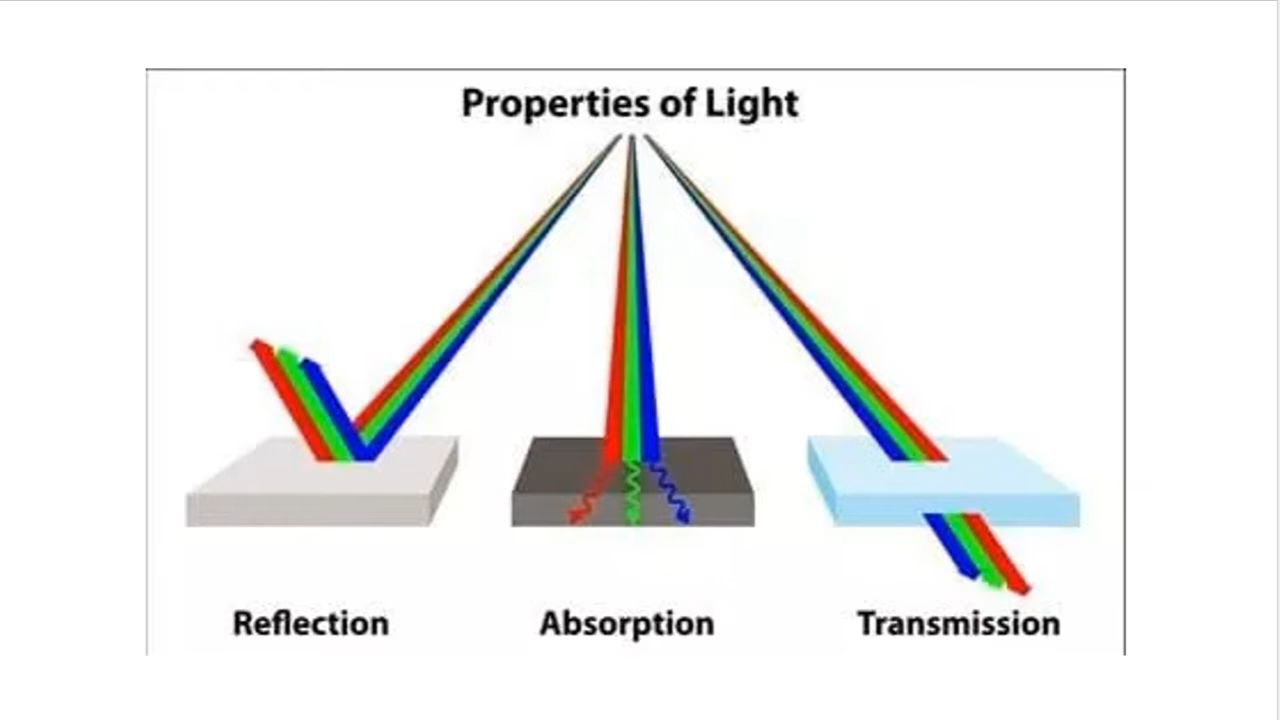 Properties of Light
Reflection
Absorption
Transmission